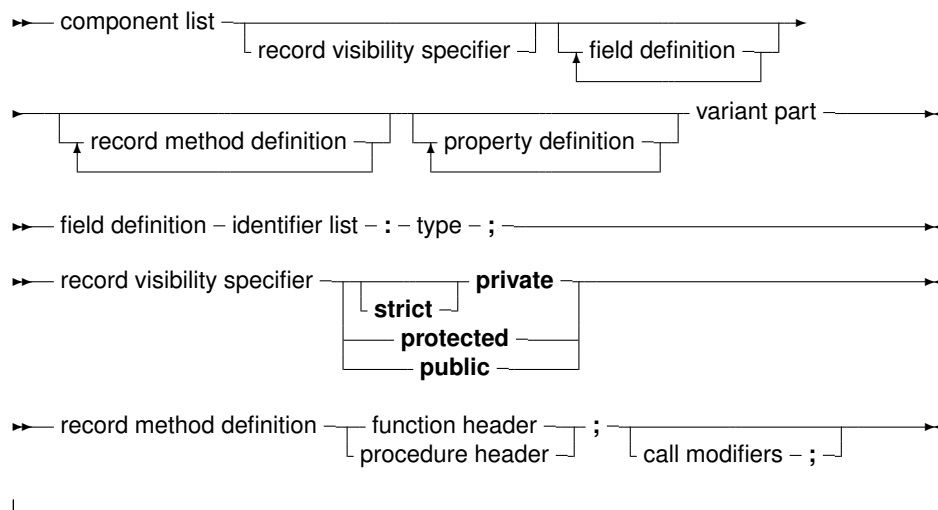 component list
record visibility specifier field definition
variant part
record method definition property definition
field definition identifier list : type ;
record visibility specifier private
strict
protected
public
record method definition function header ;
procedure header call modifiers ;